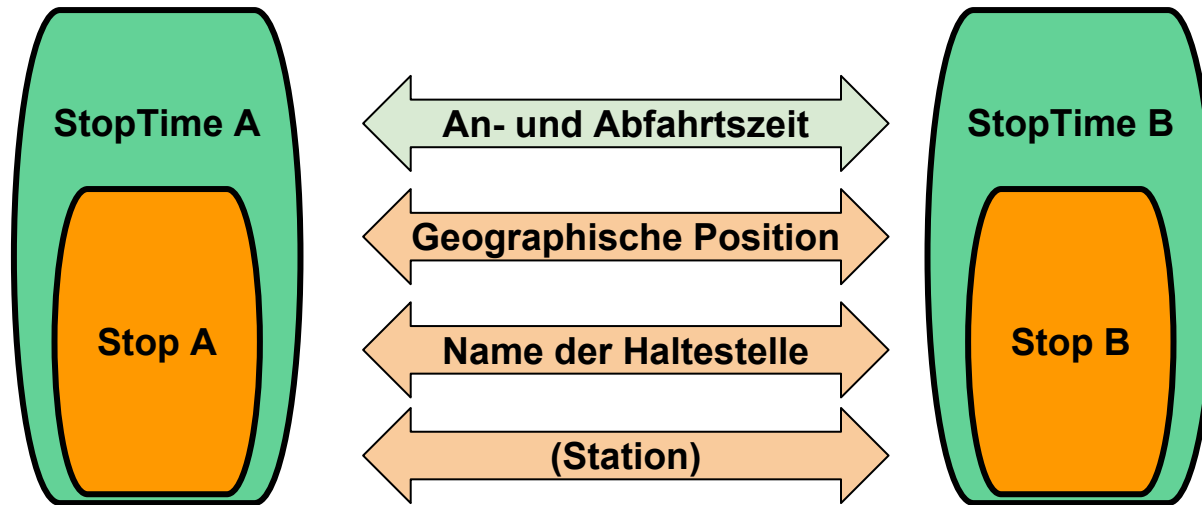 StopTime A
An- und Abfahrtszeit
StopTime B
Geographische Position
Stop A
Name der Haltestelle
Stop B
(Station)